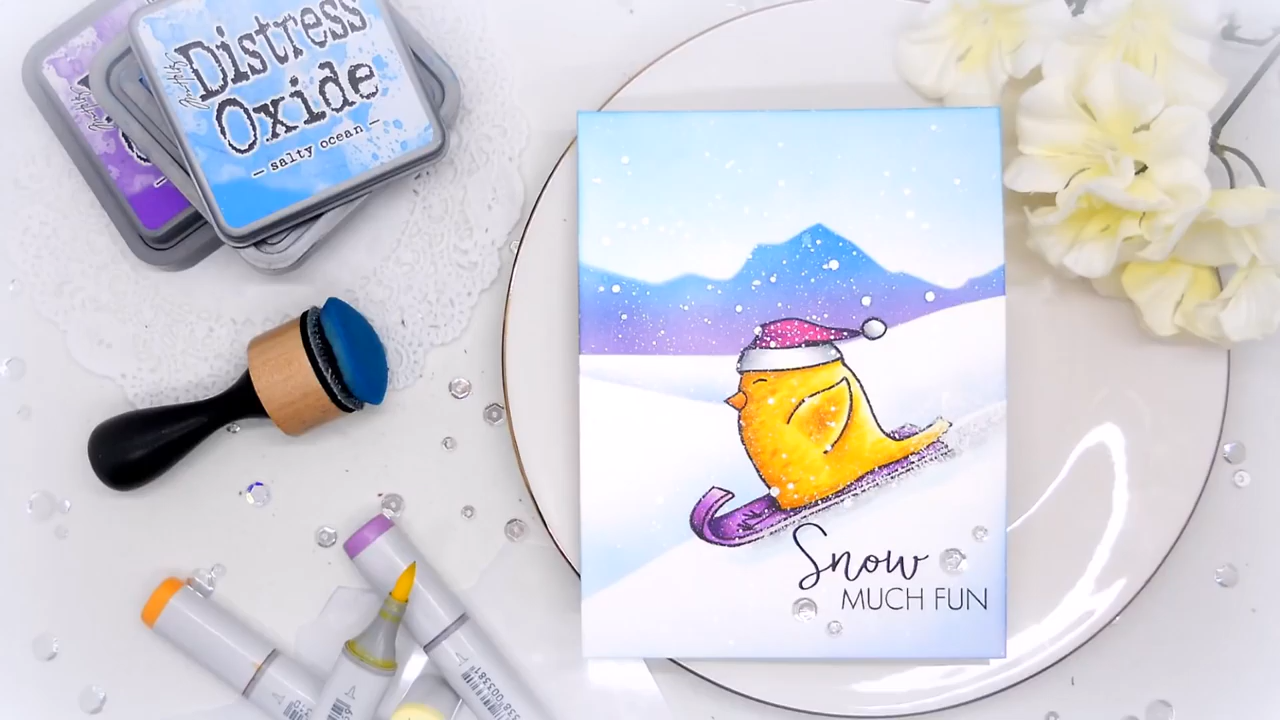 Distress
Oxide
— salty ocean —
Snow
MUCH FUN